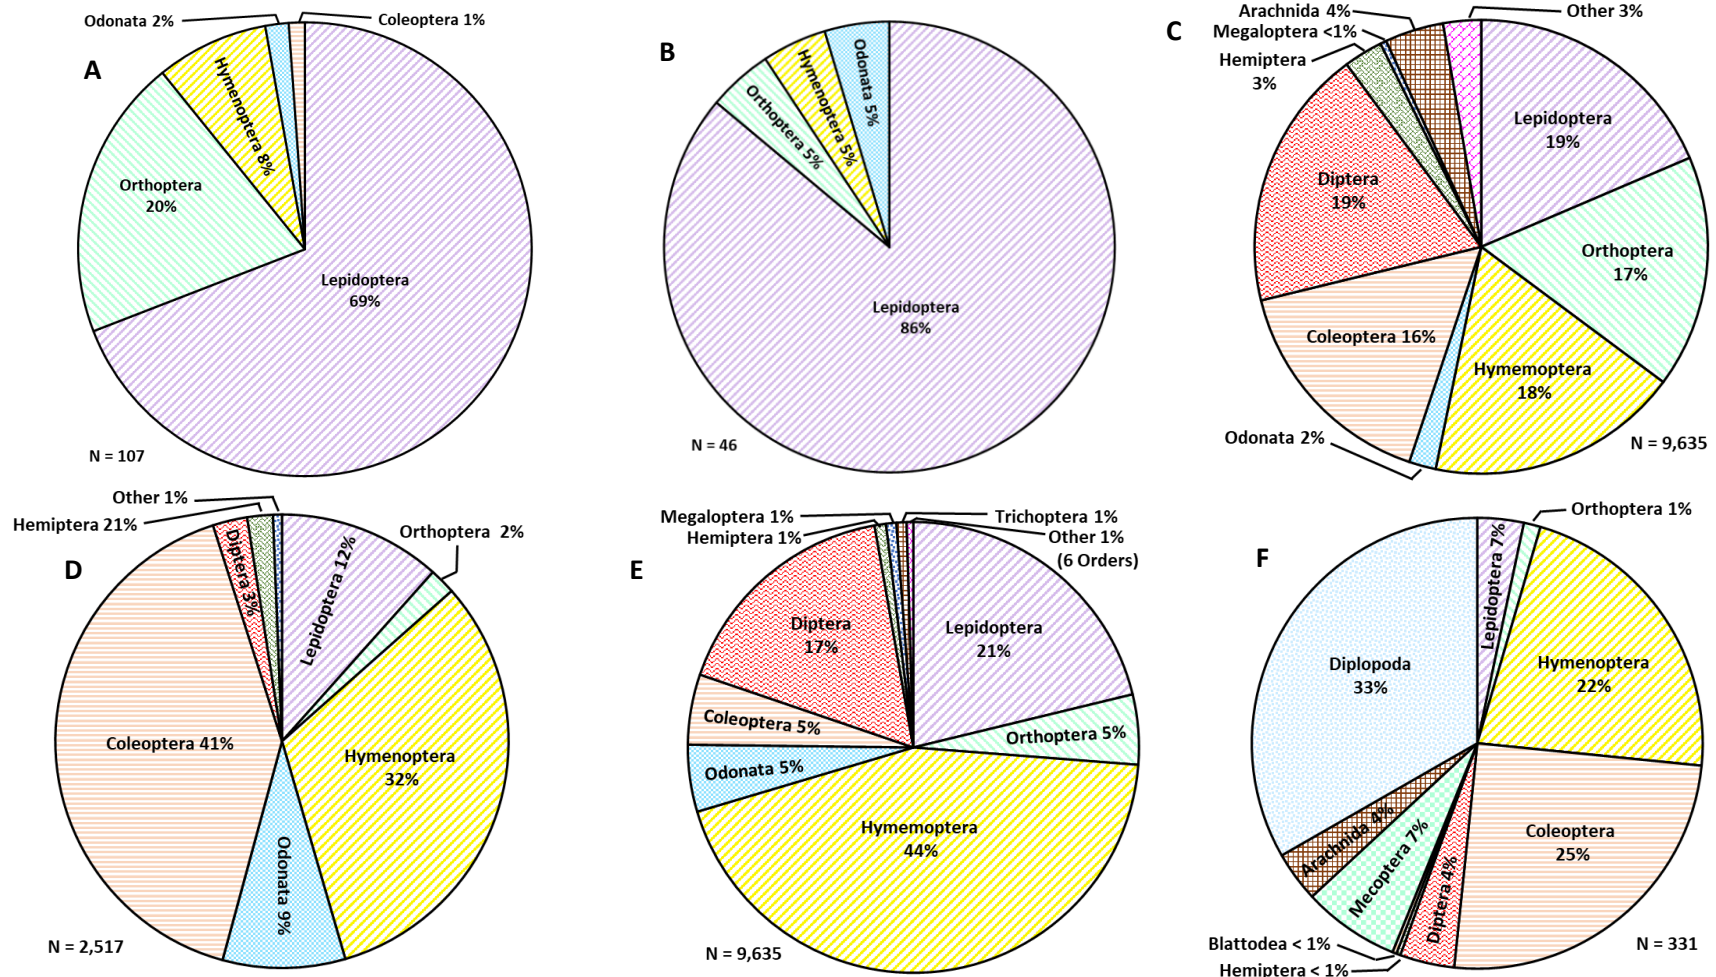 Odonata 2%
Coleoptera 1%
A
Hymenoptera 8%
Orthoptera
20%
Lepidoptera
69%
N = 107
B
Orthoptera 5%
Hymenoptera 5%
Odonata 5%
Lepidoptera
86%
N = 46
C
Arachnida 4%
Megaloptera <1%
Hemiptera
3%
Other 3%
Lepidoptera
19%
Diptera
19%
Orthoptera
17%
Coleoptera 16%
Hymemoptera
18%
Odonata 2%
N = 9,635
D
Other 1%
Hemiptera 21%
Diptera 3%
Lepidoptera 12%
Orthoptera 2%
Coleoptera 41%
Hymenoptera
32%
Odonata 9%
N = 2,517
E
Megaloptera 1%
Hemiptera 1%
Trichoptera 1%
Other 1%
(6 Orders)
Diptera
17%
Lepidoptera
21%
Coleoptera 5%
Orthoptera 5%
Odonata 5%
Hymemoptera
44%
N = 9,635
F
Lepidoptera 7%
Orthoptera 1%
Diplopoda
33%
Hymenoptera
22%
Arachnida 4%
Mecoptera 7%
Diptera 4%
Coleoptera
25%
Blattodea < 1%
Hemiptera < 1%
N = 331